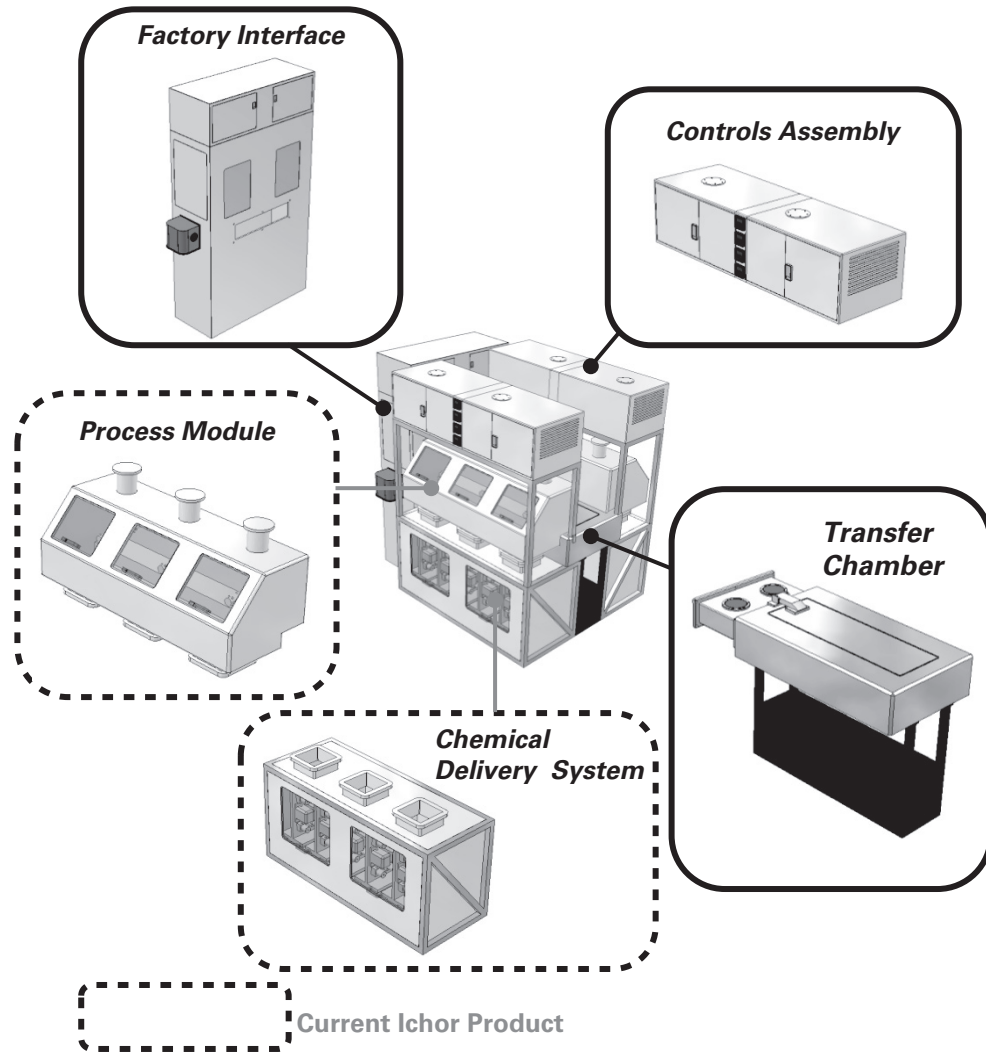 Factory Interface
Controls Assembly
Process Module
Transfer
Chamber
Chemical
Delivery System
Current Ichor Product